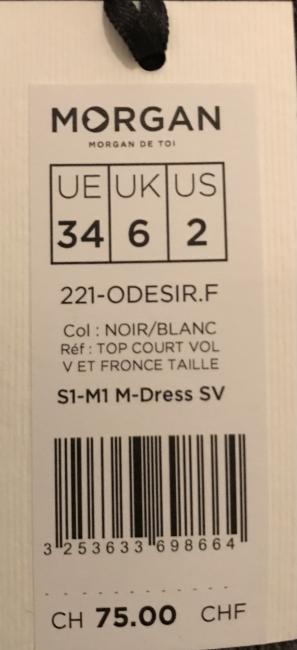 MORGAN
MORGAN DE TOI
UE UK US
34 6 2
221-ODESIR.F
Col : NOIR/BLANC
Réf : TOP COURT VOL
V ET FRONCE TAILLE
S1-M1 M-Dress SV
3 253633 698664
CH 75.00 CHF